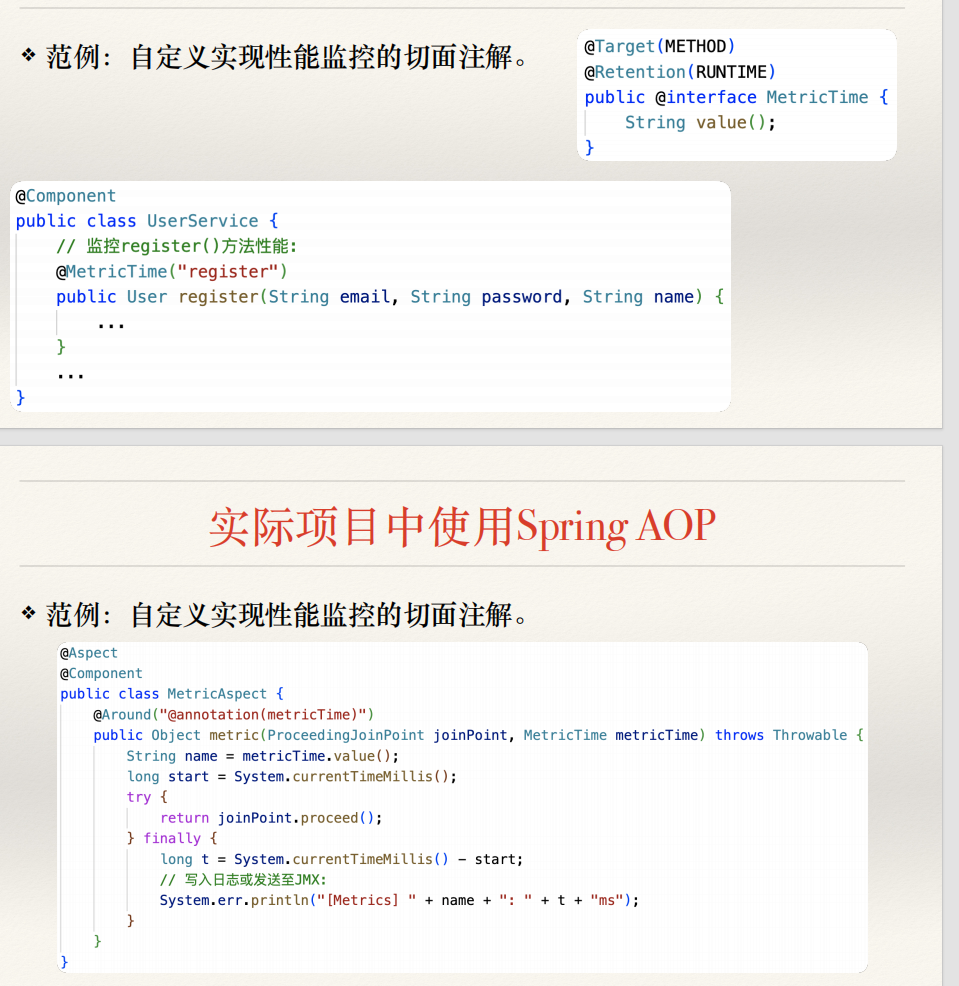 ❖ 范例：自定义实现性能监控的切面注解。
@Target(METHOD)
@Retention(RUNTIME)
public @interface MetricTime {
    String value();
}
@Component
public class UserService {
    // 监控register()方法性能:
    @MetricTime("register")
    public User register(String email, String password, String name) {
        ...
    }
    ...
}
实际项目中使用Spring AOP
❖ 范例：自定义实现性能监控的切面注解。
@Aspect
@Component
public class MetricAspect {
    @Around("@annotation(metricTime)")
    public Object metric(ProceedingJoinPoint joinPoint, MetricTime metricTime) throws Throwable {
        String name = metricTime.value();
        long start = System.currentTimeMillis();
        try {
            return joinPoint.proceed();
        } finally {
            long t = System.currentTimeMillis() - start;
            // 写入日志或发送至JMX:
            System.err.println("[Metrics] " + name + ": " + t + "ms");
        }
    }
}